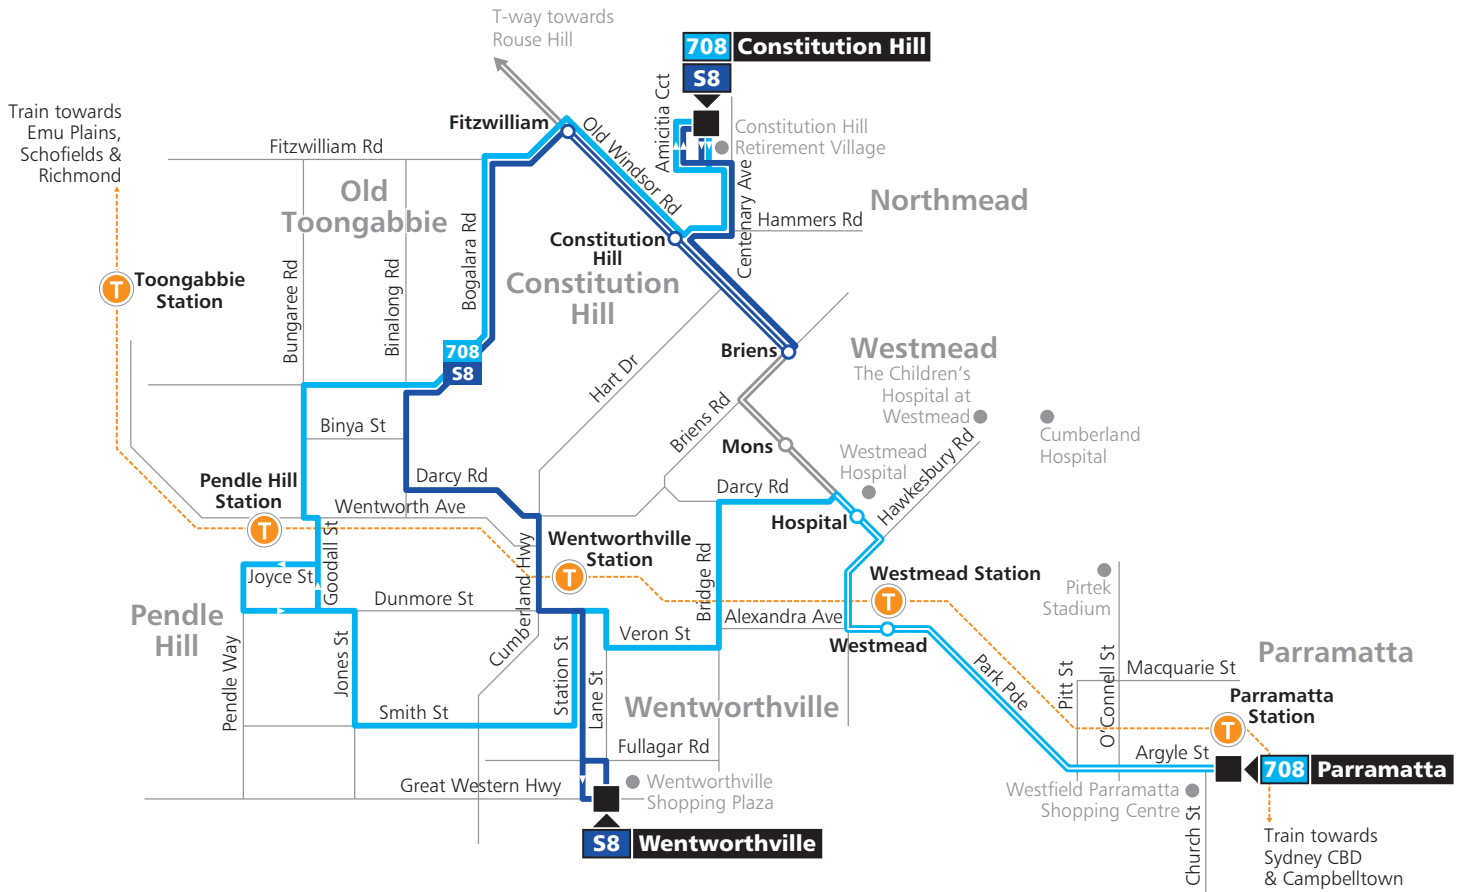 T-way towards
Rouse Hill
708 Constitution Hill
S8
Train towards
Emu Plains,
Schofields &
Richmond
Fitzwilliam
Old Windsor Rd
Amicitia Cct
Constitution Hill
Retirement Village
Fitzwilliam Rd
Old
Toongabbie
Northmead
Hammers Rd
Centenary Ave
Bogalara Rd
Constitution
Hill
Constitution
Hill
Toongabbie
Station
Bungaree Rd
Binalong Rd
708
S8
Briens
Westmead
The Children's
Hospital at
Westmead
Cumberland
Hospital
Hart Dr
Briens Rd
Binya St
Mons
Westmead
Hospital
Hawkesbury Rd
Pendle Hill
Station
T
T
T
T
T
Darcy Rd
Darcy Rd
Wentworth Ave
Hospital
Wentworthville
Station
Westmead Station
Pirtek
Stadium
Joyce St
Goodall St
Cumberland Hwy
Bridge Rd
Dunmore St
Alexandra Ave
Veron St
Westmead
Pendle
Hill
Pendle Way
Jones St
Station St
Lane St
Park Pde
Pitt St
O'Connell St
Macquarie St
Parramatta
Parramatta
Station
Smith St
Wentworthville
Fullagar Rd
Argyle St
708 Parramatta
Great Western Hwy
Wentworthville
Shopping Plaza
Westfield Parramatta
Shopping Centre
Church St
S8 Wentworthville
Train towards
Sydney CBD
& Campbelltown